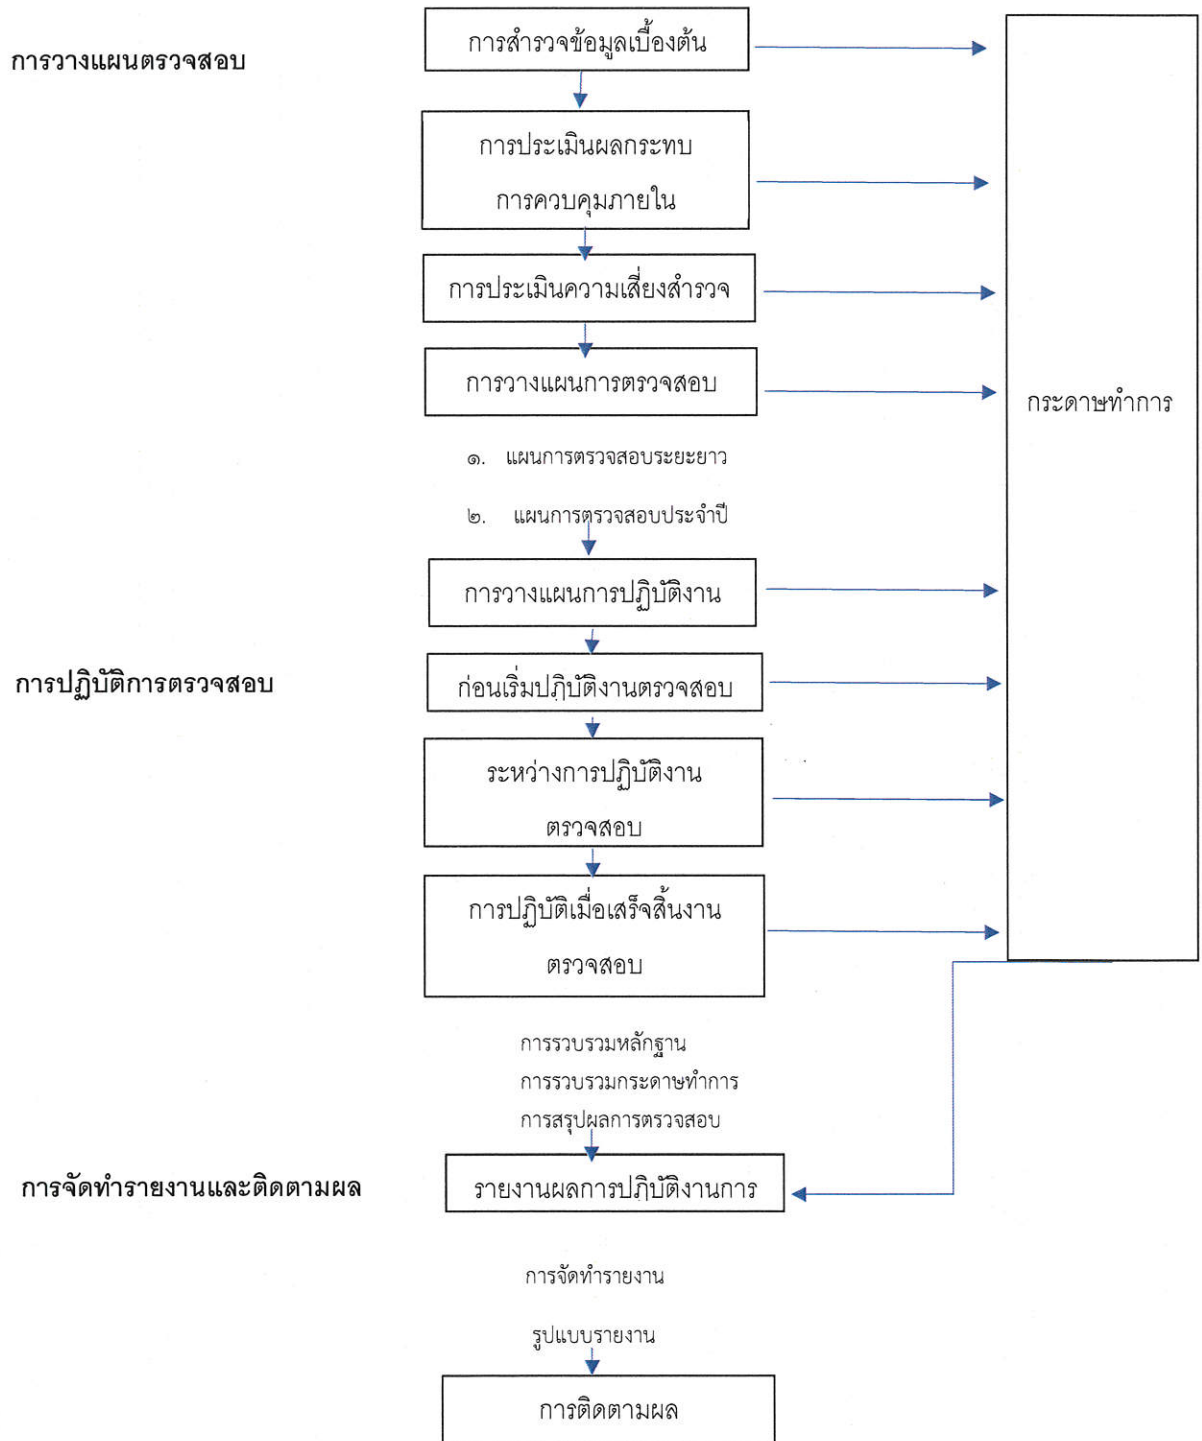 การวางแผนตรวจสอบ
การสำรวจข้อมูลเบื้องต้น
การประเมินผลกระทบ
การควบคุมภายใน
การประเมินความเสี่ยงสำรวจ
การวางแผนการตรวจสอบ
กระดาษทำการ
๑. แผนการตรวจสอบระยะยาว
๒. แผนการตรวจสอบประจำปี
การวางแผนการปฏิบัติงาน
การปฏิบัติการตรวจสอบ
ก่อนเริ่มปฏิบัติงานตรวจสอบ
ระหว่างการปฏิบัติงาน
ตรวจสอบ
การปฏิบัติเมื่อเสร็จสิ้นงาน
ตรวจสอบ
การรวบรวมหลักฐาน
การรวบรวมกระดาษทำการ
การสรุปผลการตรวจสอบ
การจัดทำรายงานและติดตามผล
รายงานผลการปฏิบัติงานการ
การจัดทำรายงาน
รูปแบบรายงาน
การติดตามผล